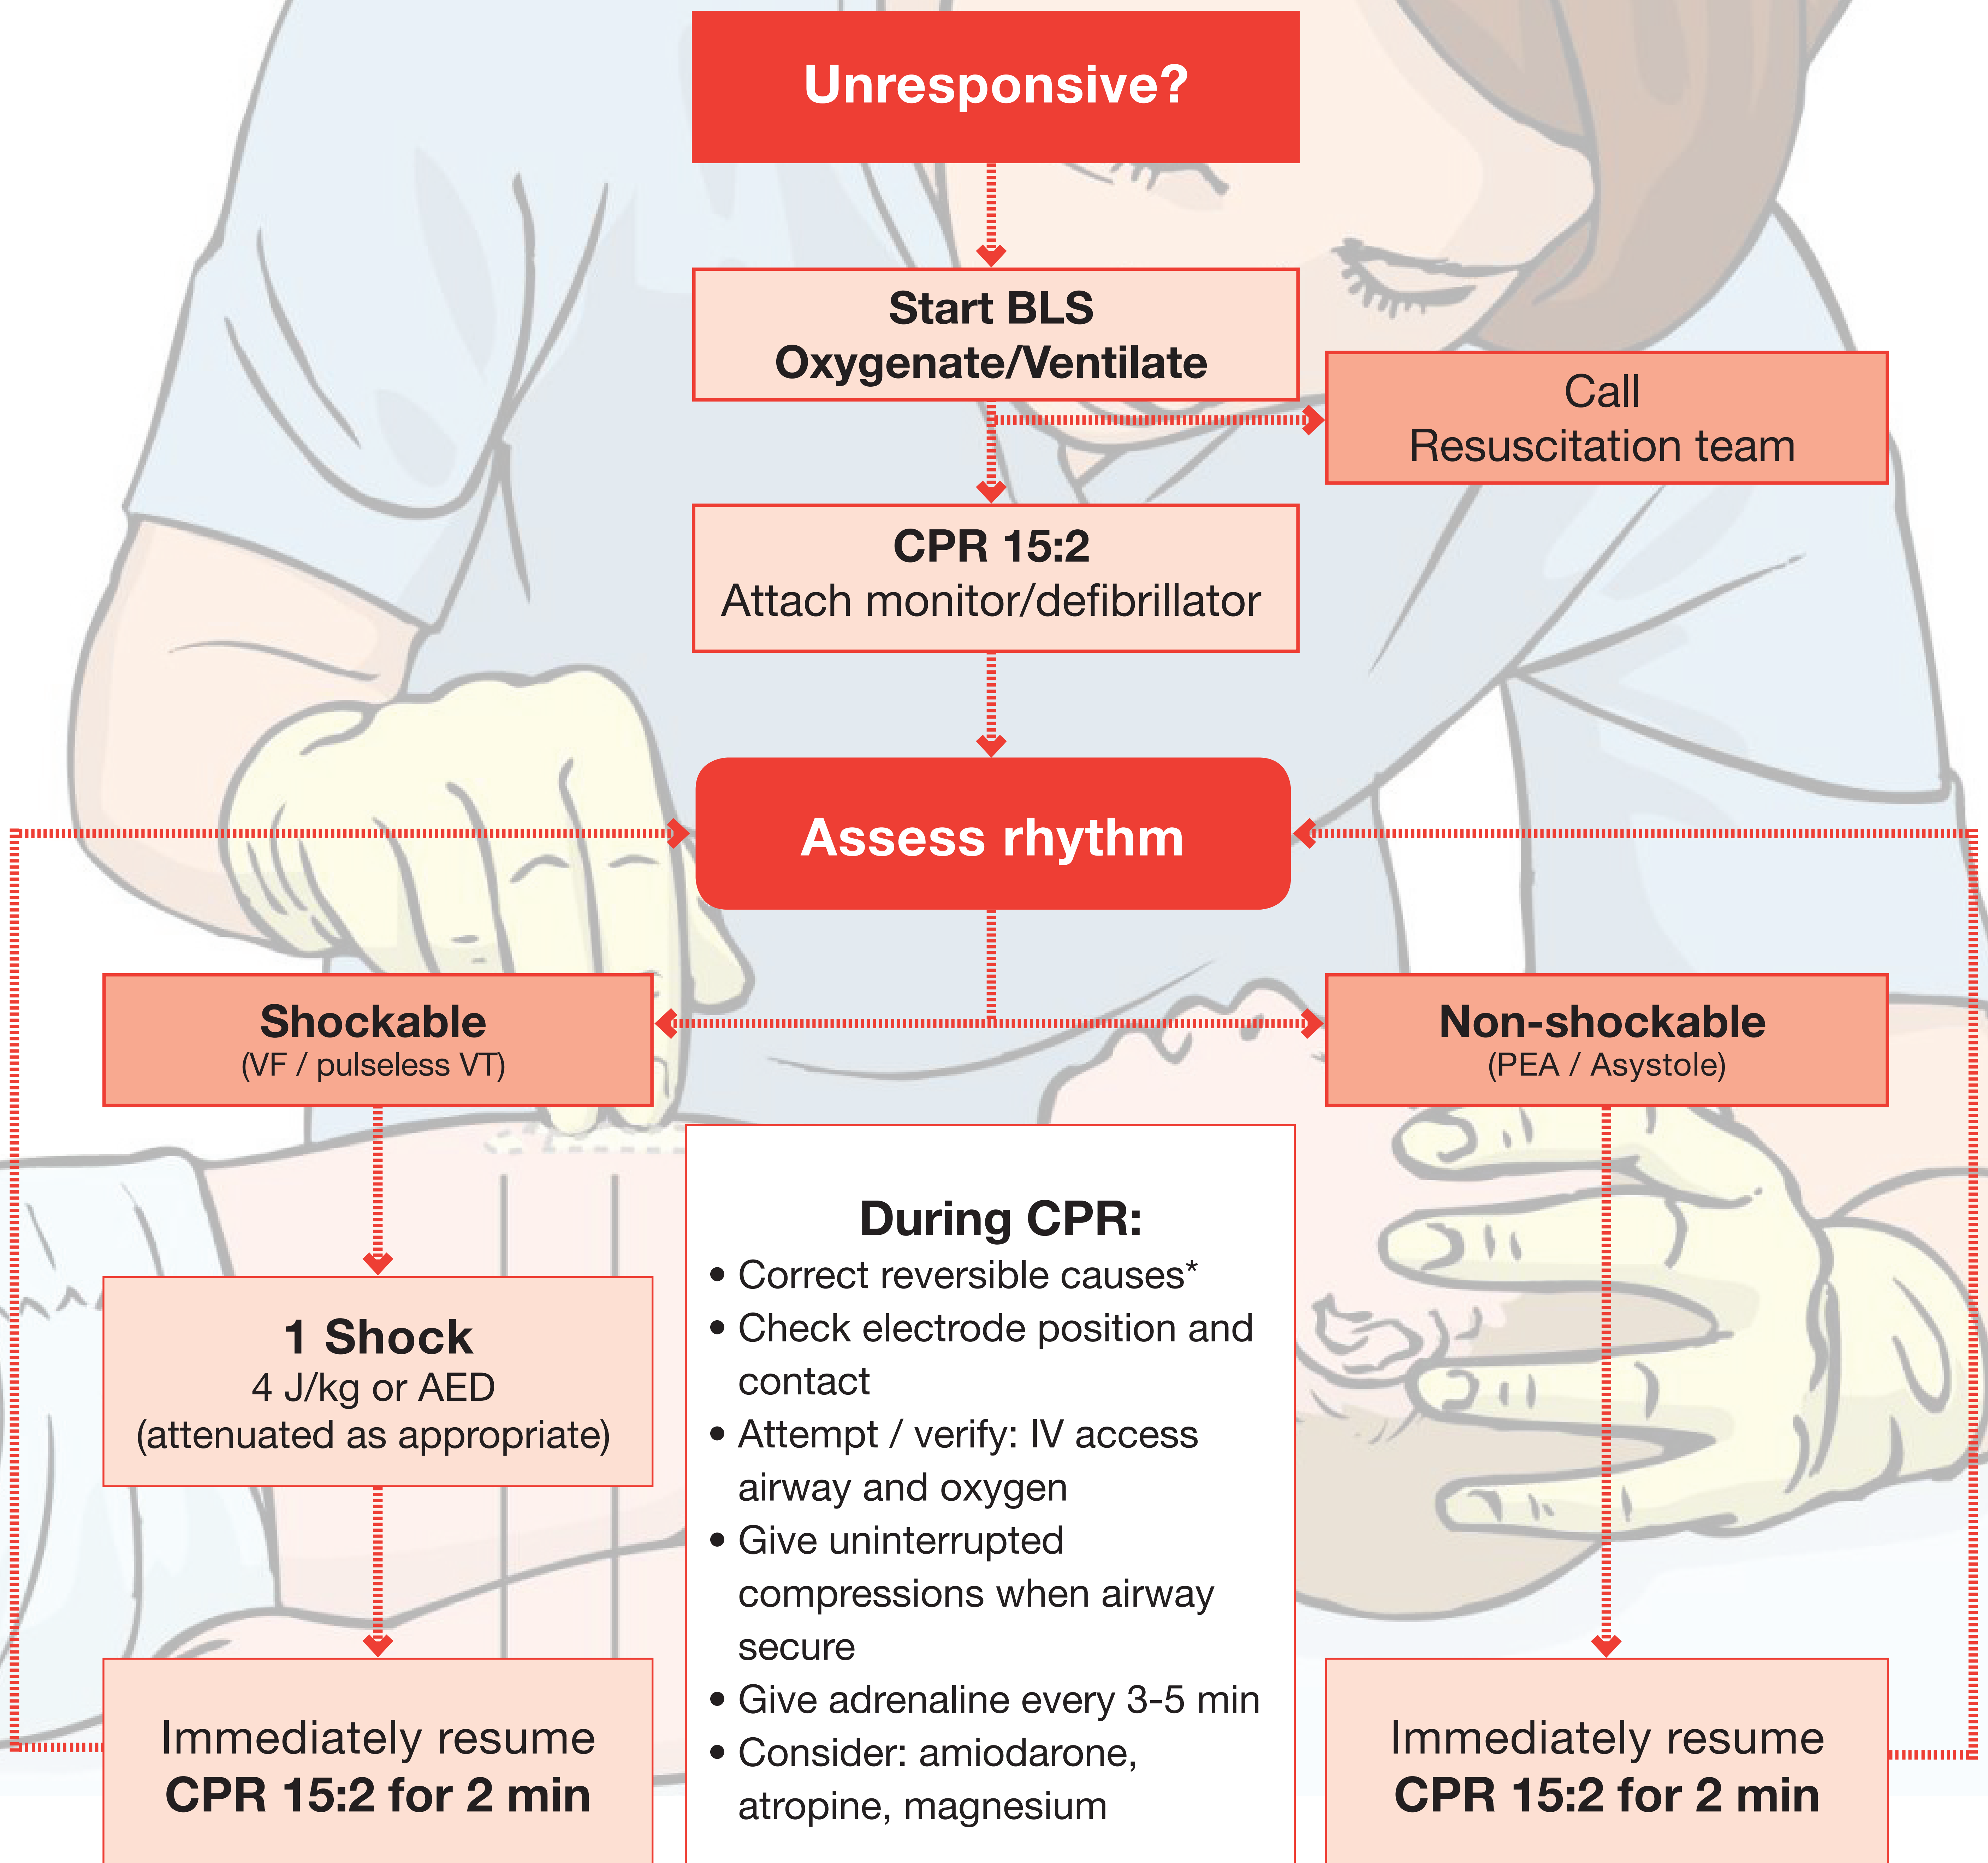 Unresponsive?
Start BLS
Oxygenate/Ventilate
Call
Resuscitation team
CPR 15:2
Attach monitor/defibrillator
Assess rhythm
Shockable
(VF / pulseless VT)
Non-shockable
(PEA / Asystole)
1 Shock
4 J/kg or AED
(attenuated as appropriate)
Immediately resume
CPR 15:2 for 2 min
During CPR:
• Correct reversible causes*
• Check electrode position and
contact
• Attempt / verify: IV access
airway and oxygen
• Give uninterrupted
compressions when airway
secure
• Give adrenaline every 3-5 min
• Consider: amiodarone,
atropine, magnesium
Immediately resume
CPR 15:2 for 2 min